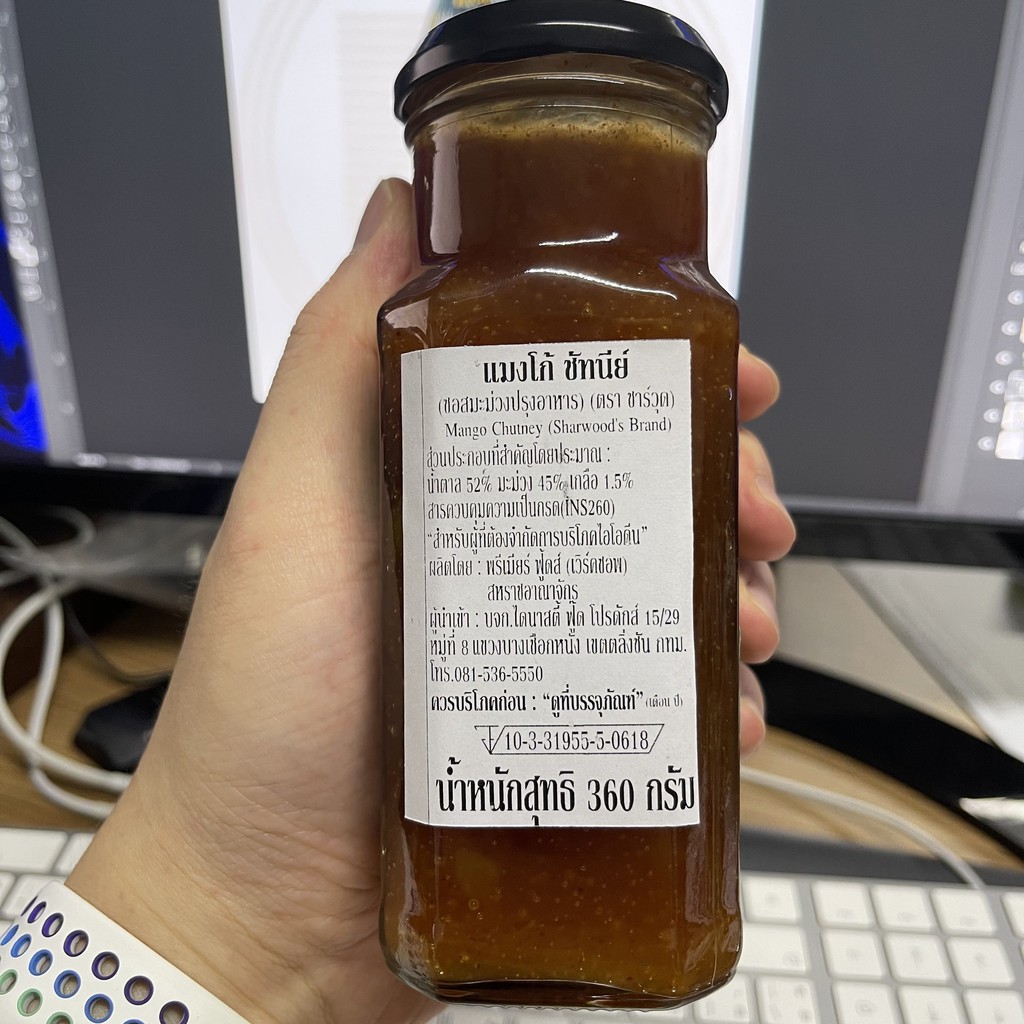 แมงโก้ ชัทนีย์
(ซอสมะม่วงปรุงอาหาร) (ตรา ชาร์วูด)
Mango Chutney (Sharwood's Brand)
ส่วนประกอบที่สำคัญโดยประมาณ :
น้ำตาล 52% มะม่วง 45% เกลือ 1.5%
สารควบคุมความเป็นกรด(INS260)
“สำหรับผู้ที่ต้องจำกัดการบริโภคไอโอดีน”
ผลิตโดย : พรีเมียร์ ฟู้ดส์ (เวิร์คซอพ)
สหราชอาณาจักร
ผู้นำเข้า : บจก.ไดนาสตี้ ฟู้ด โปรดักส์ 15/29
หมู่ที่ 8 แขวงบางเชือกหนัง เขตตลิ่งชัน กทม.
โทร.081-536-5550
ควรบริโภคก่อน : “ดูที่บรรจุภัณฑ์” (เดือน ปี)
10-3-31955-5-0618
น้ำหนักสุทธิ 360 กรัม